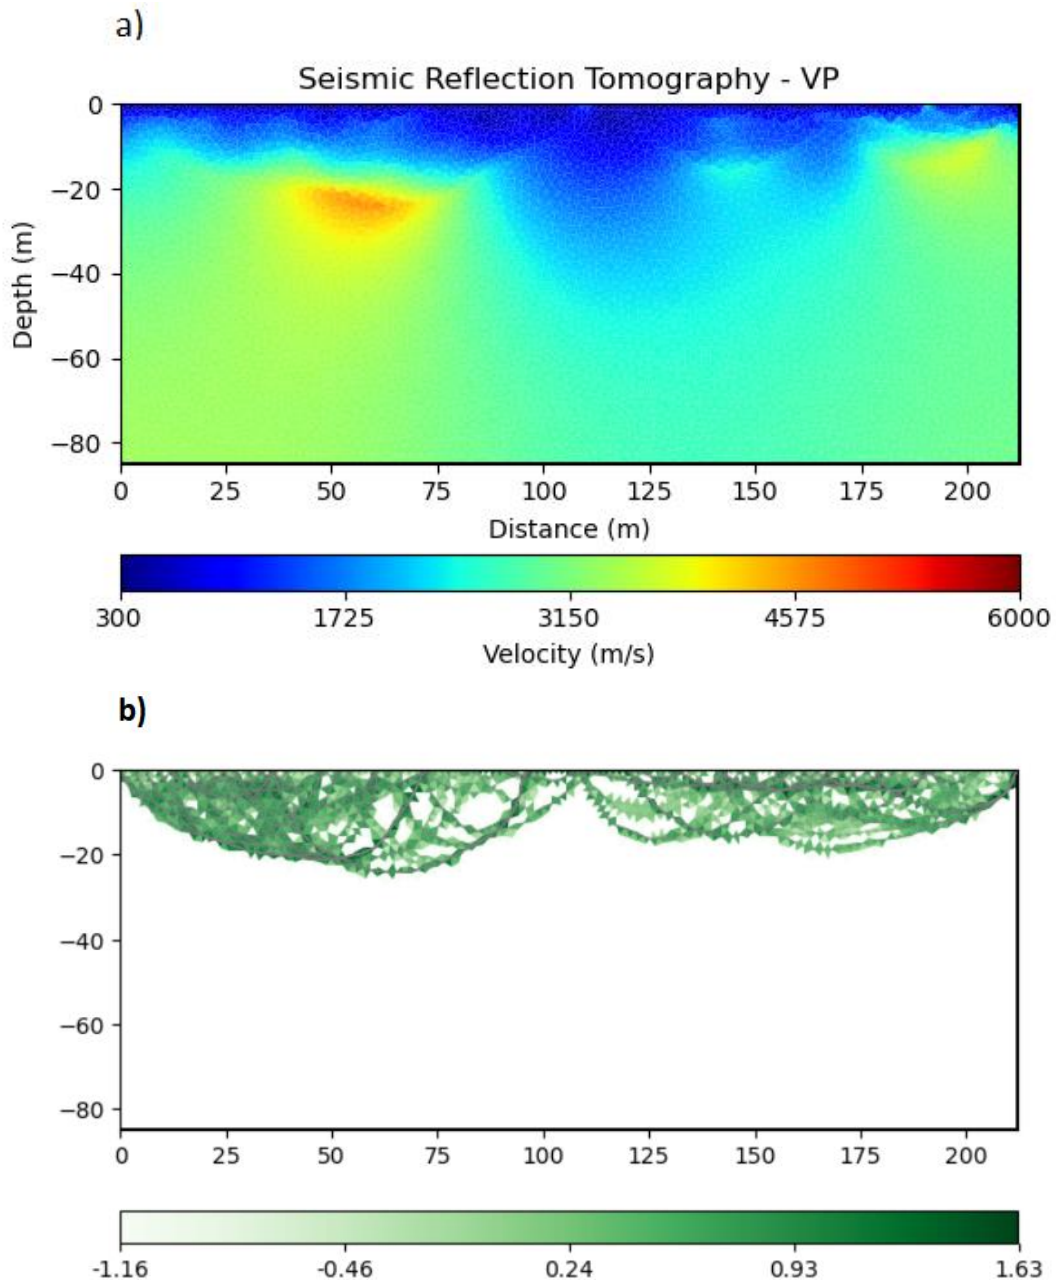 a)
Seismic Reflection Tomography - VP
0
−20
−40
−60
−80
Depth (m)
0 25 50 75 100 125 150 175 200
Distance (m)
300 1725 3150 4575 6000
Velocity (m/s)
b)
0
−20
−40
−60
−80
0 25 50 75 100 125 150 175 200
-1.16 -0.46 0.24 0.93 1.63